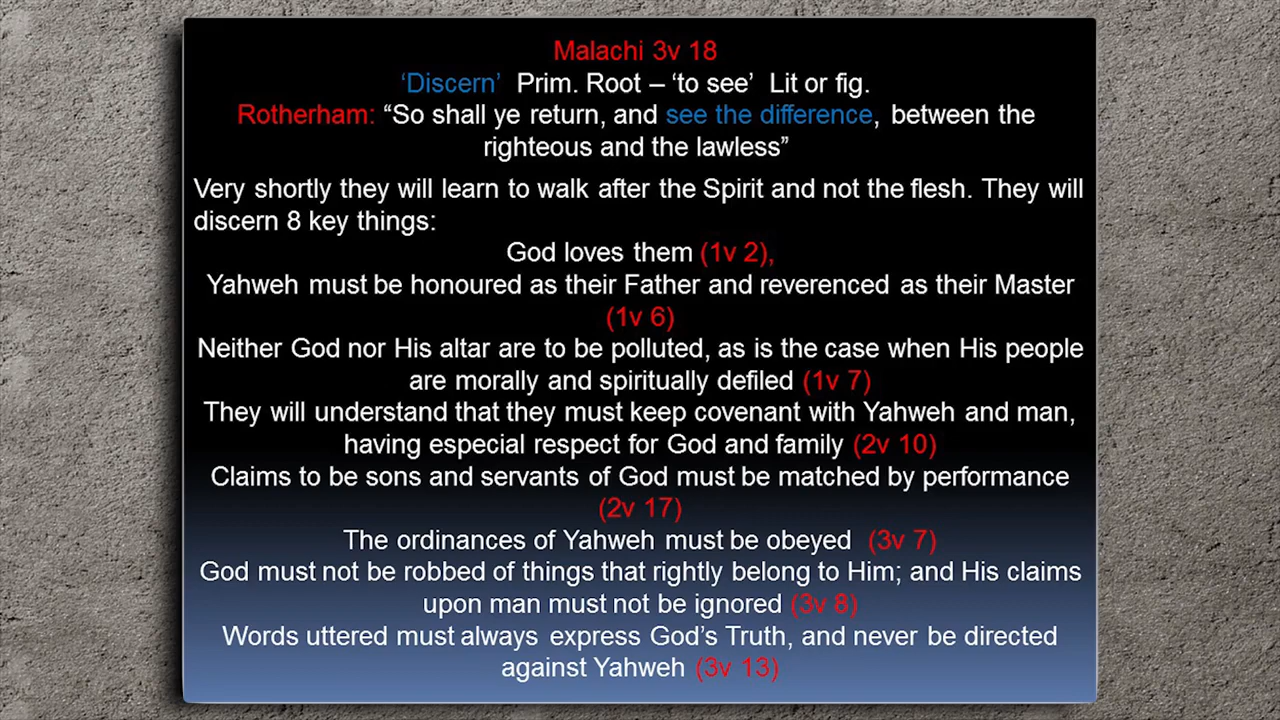 Malachi 3v 18
‘Discern’ Prim. Root – ‘to see’ Lit or fig.
Rotherham: “So shall ye return, and see the difference, between the
righteous and the lawless”
Very shortly they will learn to walk after the Spirit and not the flesh. They will
discern 8 key things:
God loves them (1v 2),
Yahweh must be honoured as their Father and reverenced as their Master
(1v 6)
Neither God nor His altar are to be polluted, as is the case when His people
are morally and spiritually defiled (1v 7)
They will understand that they must keep covenant with Yahweh and man,
having especial respect for God and family (2v 10)
Claims to be sons and servants of God must be matched by performance
(2v 17)
The ordinances of Yahweh must be obeyed (3v 7)
God must not be robbed of things that rightly belong to Him; and His claims
upon man must not be ignored (3v 8)
Words uttered must always express God’s Truth, and never be directed
against Yahweh (3v 13)